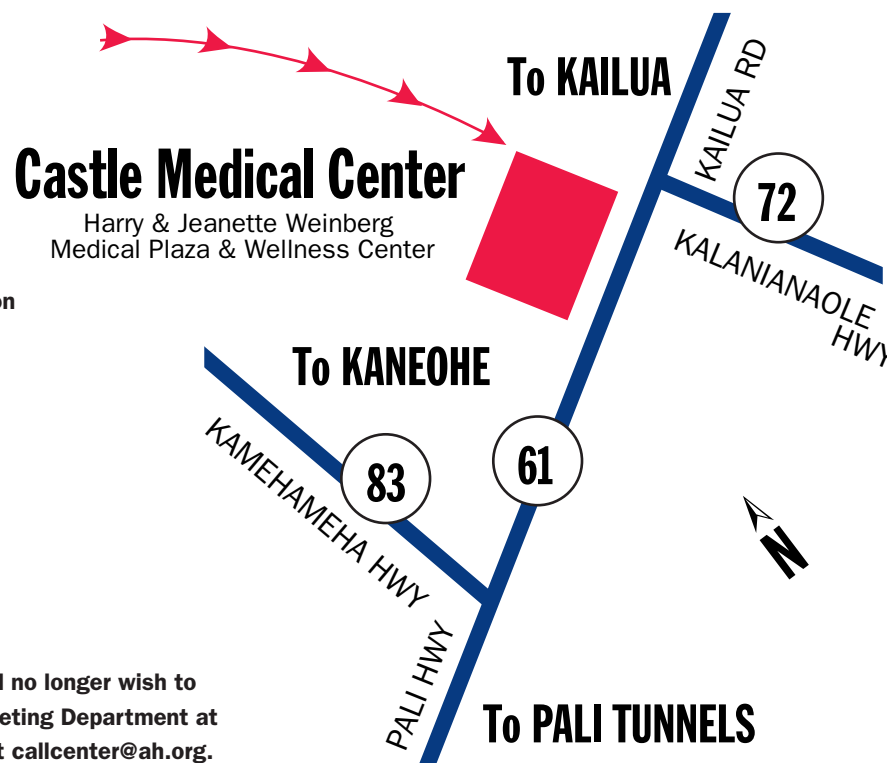 To KAILUA
KAILUA RD
Castle Medical Center
Harry & Jeanette Weinberg
Medical Plaza & Wellness Center
72
KALANIANAOLE
HWY
on
To KANEOHE
KAMEHAMEHA HWY
83
61
N
PALI HWY
no longer wish to
eting Department at
t callcenter@ah.org.
To PALI TUNNELS